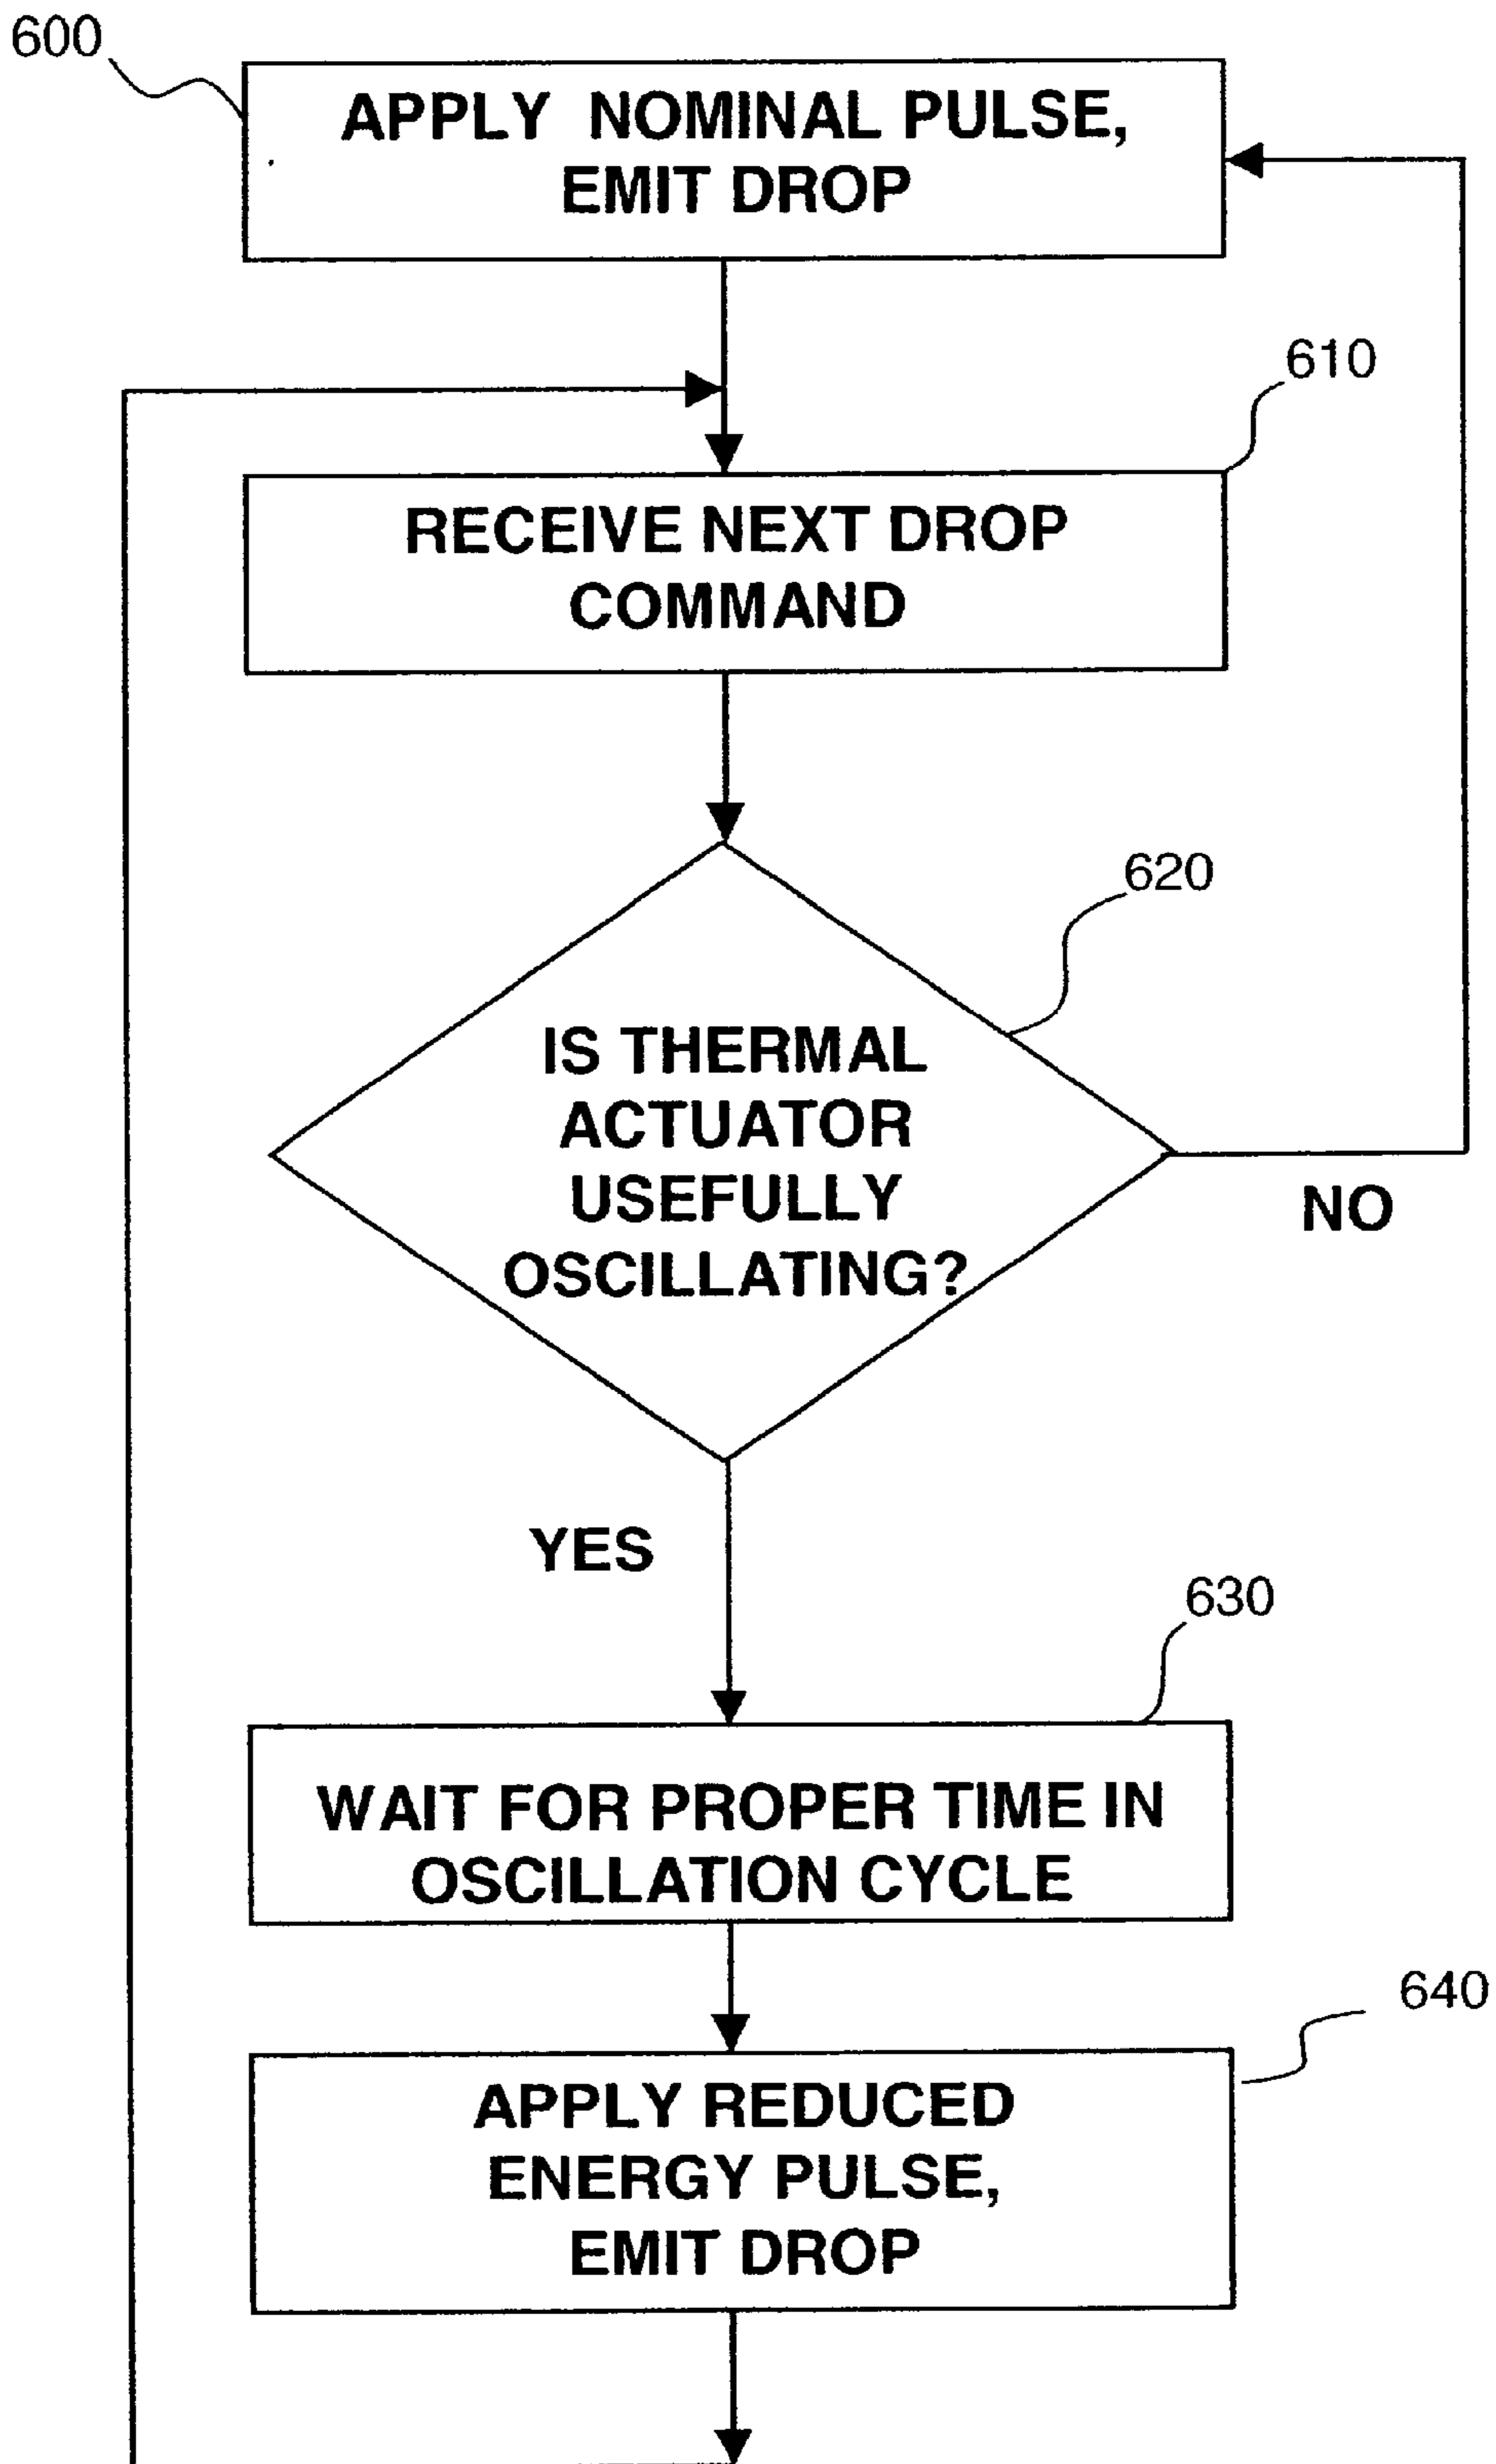 600
APPLY NOMINAL PULSE,
EMIT DROP
610
RECEIVE NEXT DROP
COMMAND
620
IS THERMAL
ACTUATOR
USEFULLY
OSCILLATING?
NO
YES
630
WAIT FOR PROPER TIME IN
OSCILLATION CYCLE
640
APPLY REDUCED
ENERGY PULSE,
EMIT DROP